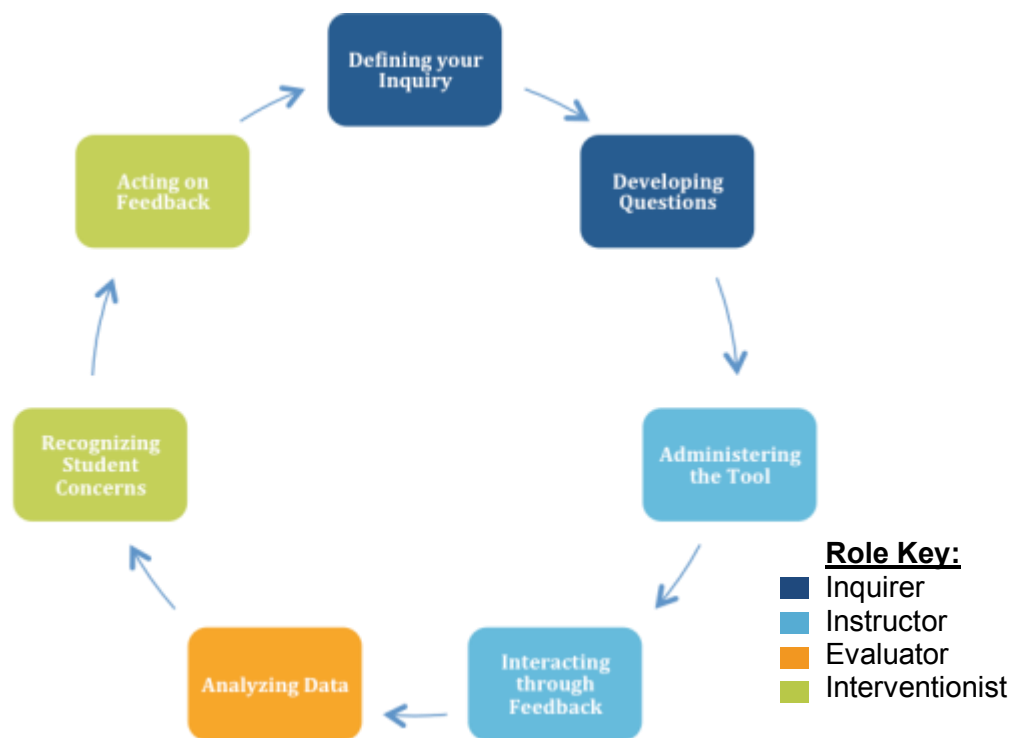 Defining your
Inquiry
Developing
Questions
Administering
the Tool
Interacting
through
Feedback
Analyzing Data
Recognizing
Student
Concerns
Acting on
Feedback
Role Key:
Inquirer
Instructor
Evaluator
Interventionist